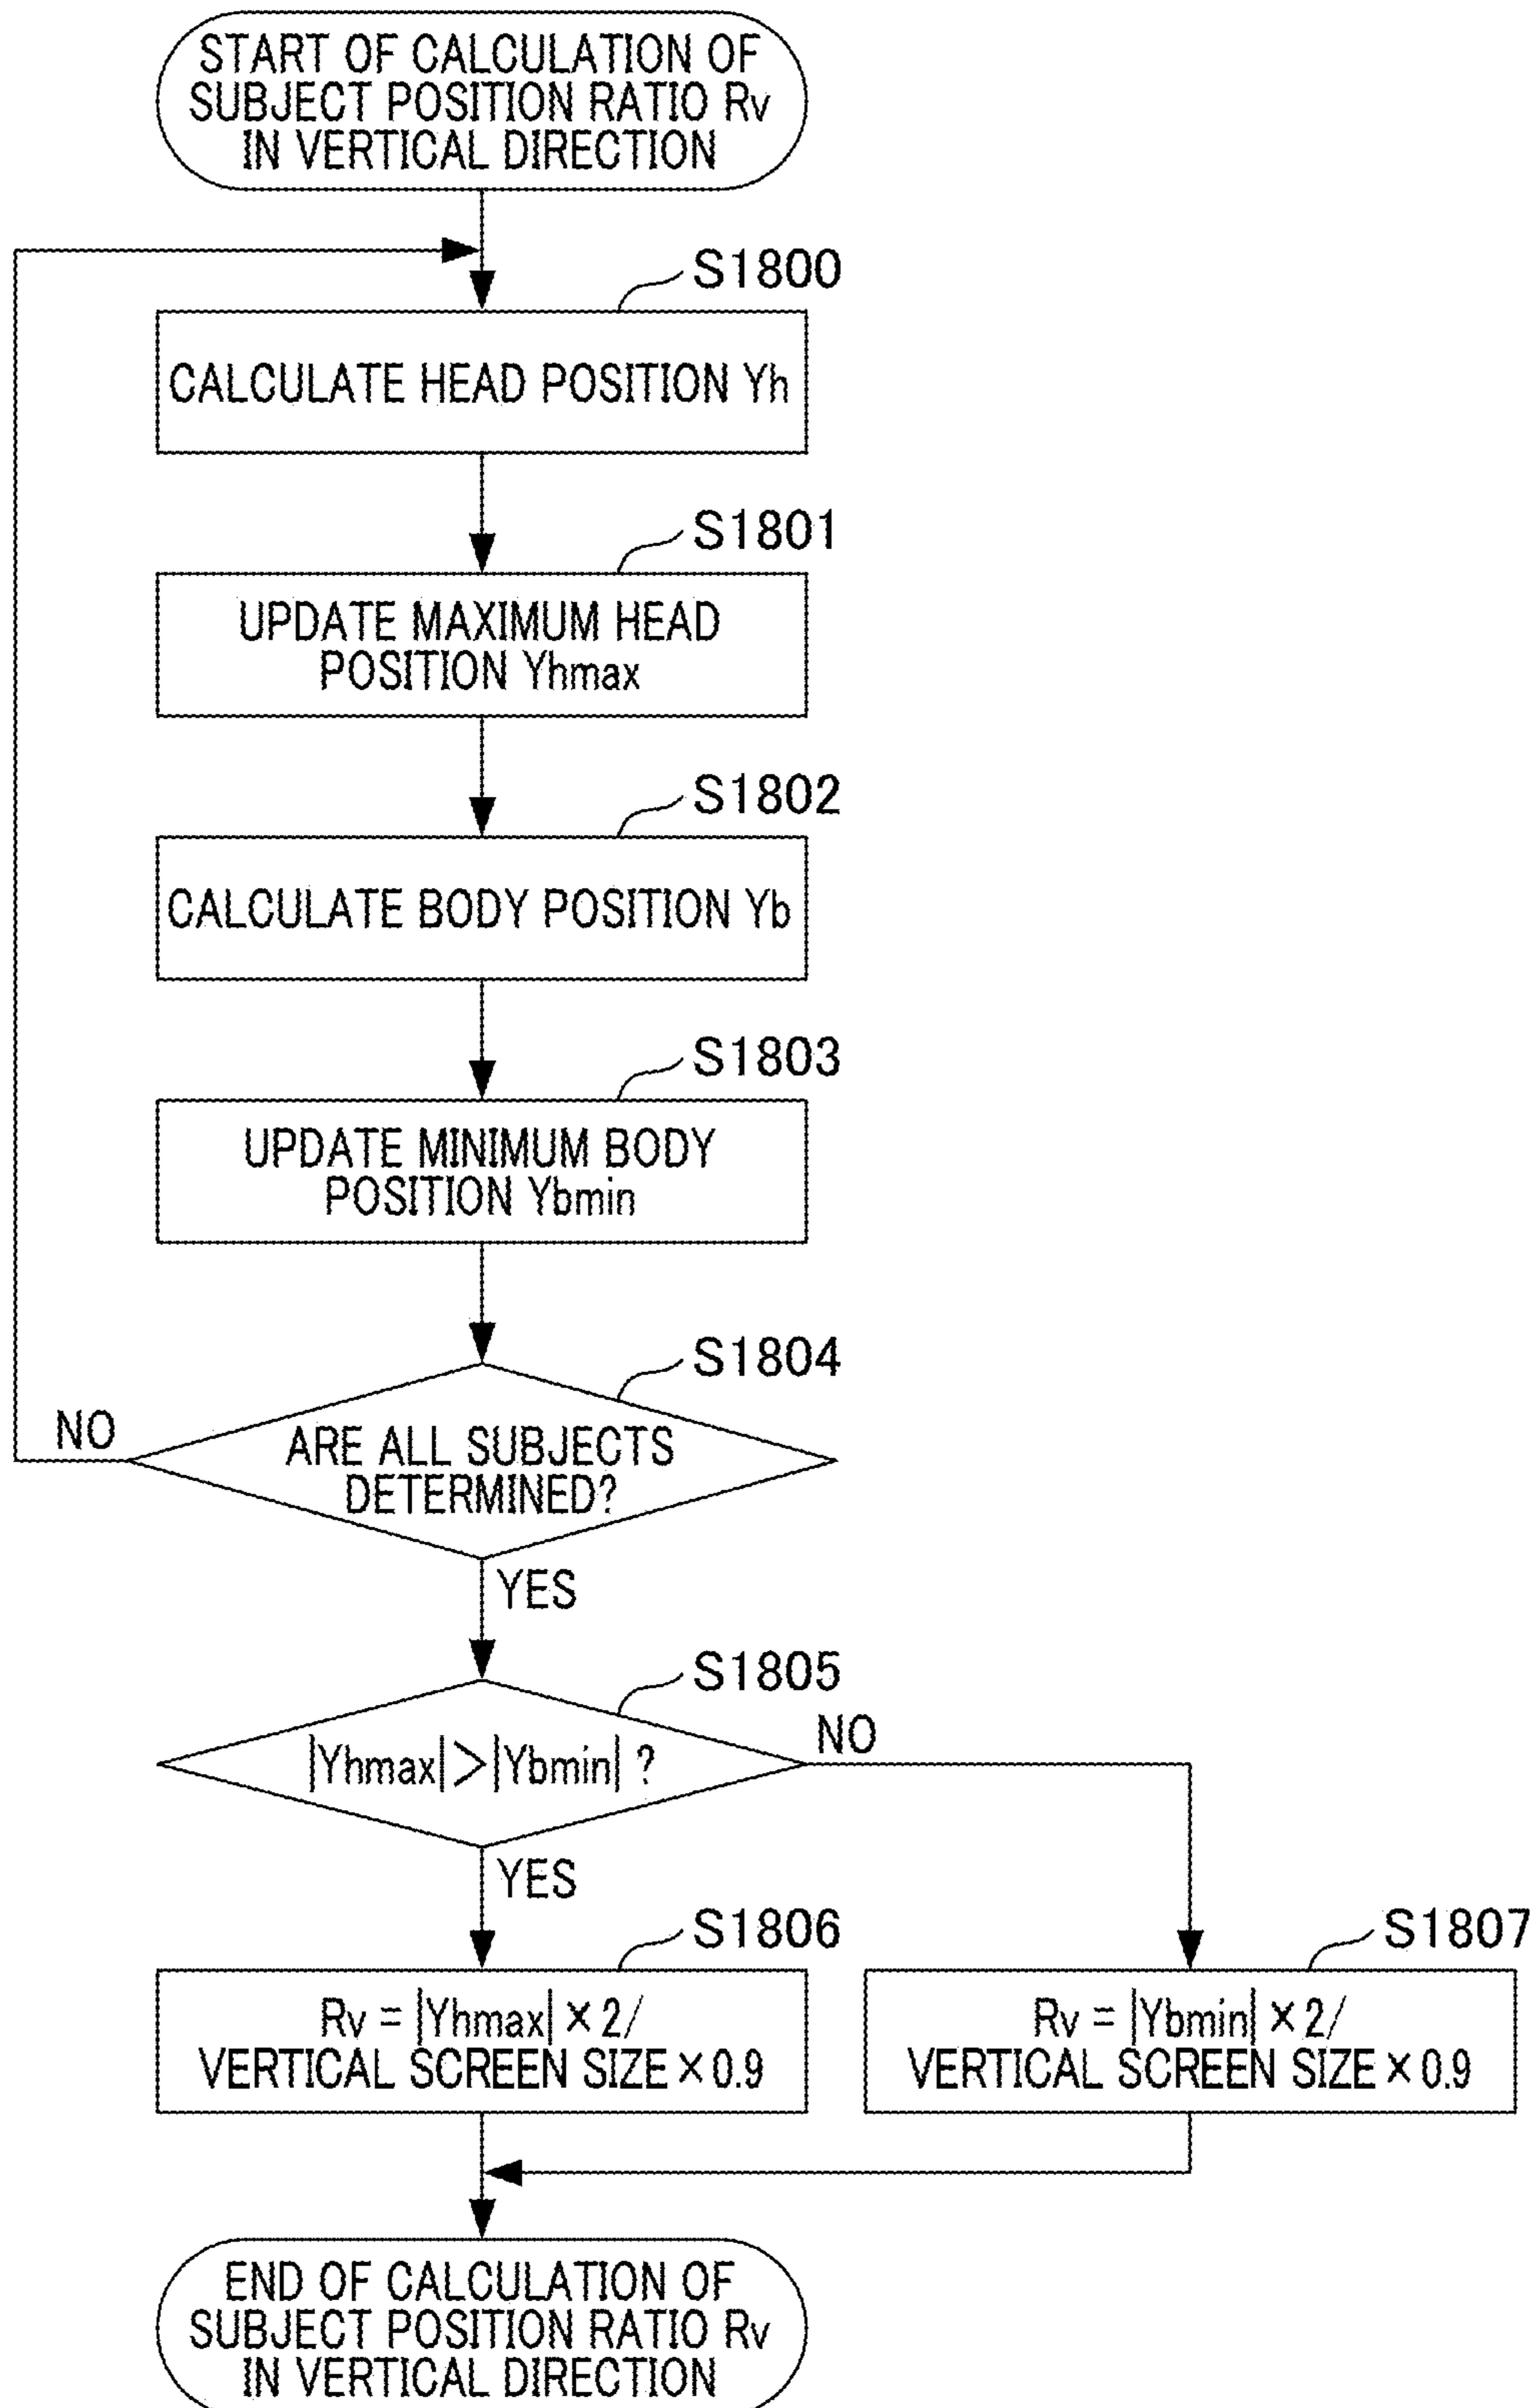 START OF CALCULATION OF
SUBJECT POSITION RATIO Rv
IN VERTICAL DIRECTION
S1800
CALCULATE HEAD POSITION Yh
S1801
UPDATE MAXIMUM HEAD
POSITION Yhmax
S1802
CALCULATE BODY POSITION Yb
S1803
UPDATE MINIMUM BODY
POSITION Ybmin
S1804
NO
ARE ALL SUBJECTS
DETERMINED?
YES
S1805
NO
|Yhmax|>|Ybmin| ?
YES
S1806
Rv = |Yhmax| × 2/
VERTICAL SCREEN SIZE × 0.9
S1807
Rv = |Ybmin| × 2/
VERTICAL SCREEN SIZE × 0.9
END OF CALCULATION OF
SUBJECT POSITION RATIO Rv
IN VERTICAL DIRECTION